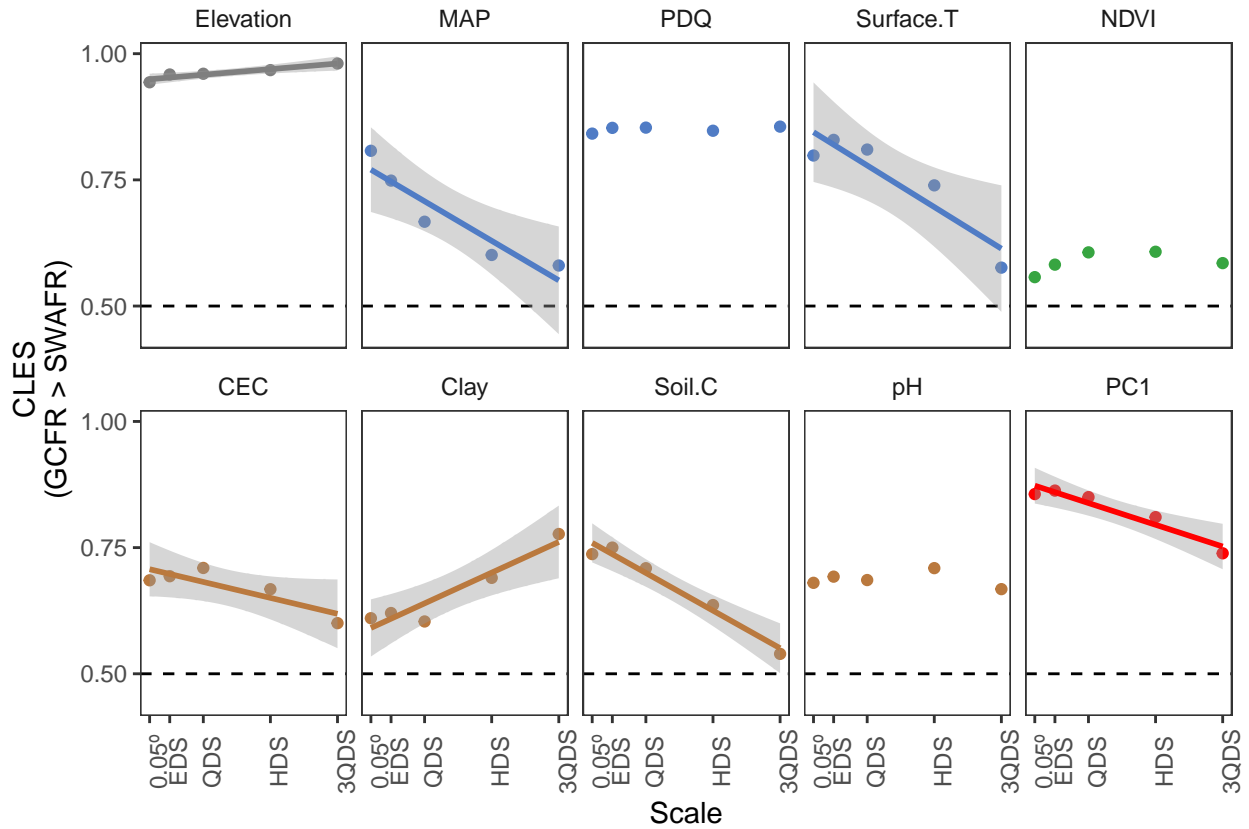 Elevation MAP PDQ Surface.T NDVI
1.00
0.75
0.50
CLES
(GCFR > SWAFR)
CEC Clay Soil.C pH PC1
1.00
0.75
0.50
0.05º EDS QDS HDS 3QDS 0.05º EDS QDS HDS 3QDS 0.05º EDS QDS HDS 3QDS 0.05º EDS QDS HDS 3QDS 0.05º EDS QDS HDS 3QDS
Scale